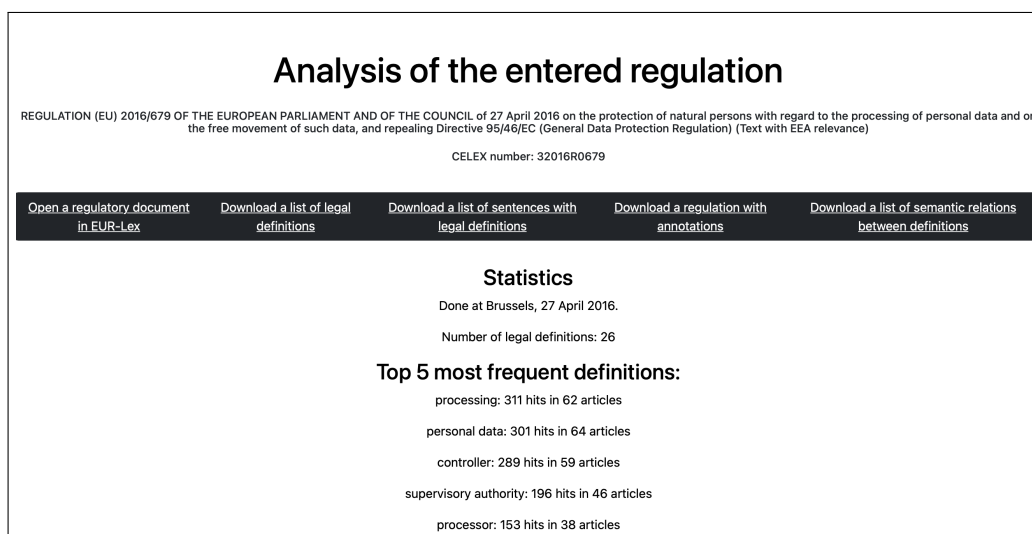 Analysis of the entered regulation
REGULATION (EU) 2016/679 OF THE EUROPEAN PARLIAMENT AND OF THE COUNCIL of 27 April 2016 on the protection of natural persons with regard to the processing of personal data and
the free movement of such data, and repealing Directive 95/46/EC (General Data Protection Regulation) (Text with EEA relevance)
CELEX number: 32016R0679
Open a regulatory document Download a list of legal Download a list of sentences with Download a regulation with Download a list of semantic relations
in EUR-Lex definitions legal definitions annotations between definitions
Statistics
Done at Brussels, 27 April 2016.
Number of legal definitions: 26
Top 5 most frequent definitions:
processing: 311 hits in 62 articles
personal data: 301 hits in 64 articles
controller: 289 hits in 59 articles
supervisory authority: 196 hits in 46 articles
processor: 153 hits in 38 articles